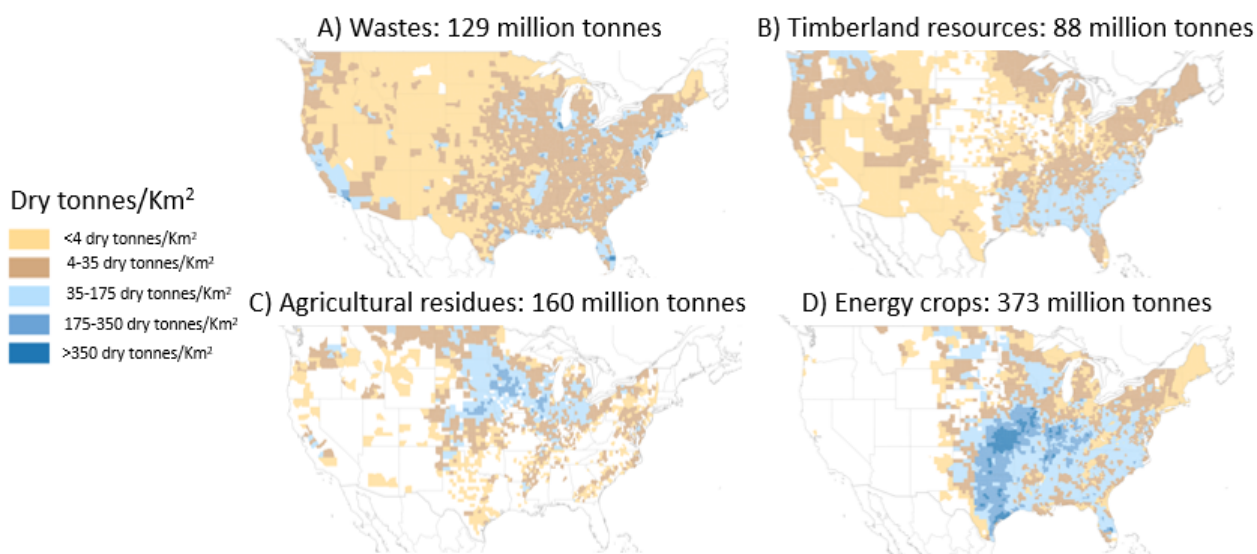 A) Wastes: 129 million tonnes
B) Timberland resources: 88 million tonnes
Dry tonnes/Km²
<4 dry tonnes/Km²
4-35 dry tonnes/Km²
35-175 dry tonnes/Km²
175-350 dry tonnes/Km²
>350 dry tonnes/Km²
C) Agricultural residues: 160 million tonnes
D) Energy crops: 373 million tonnes